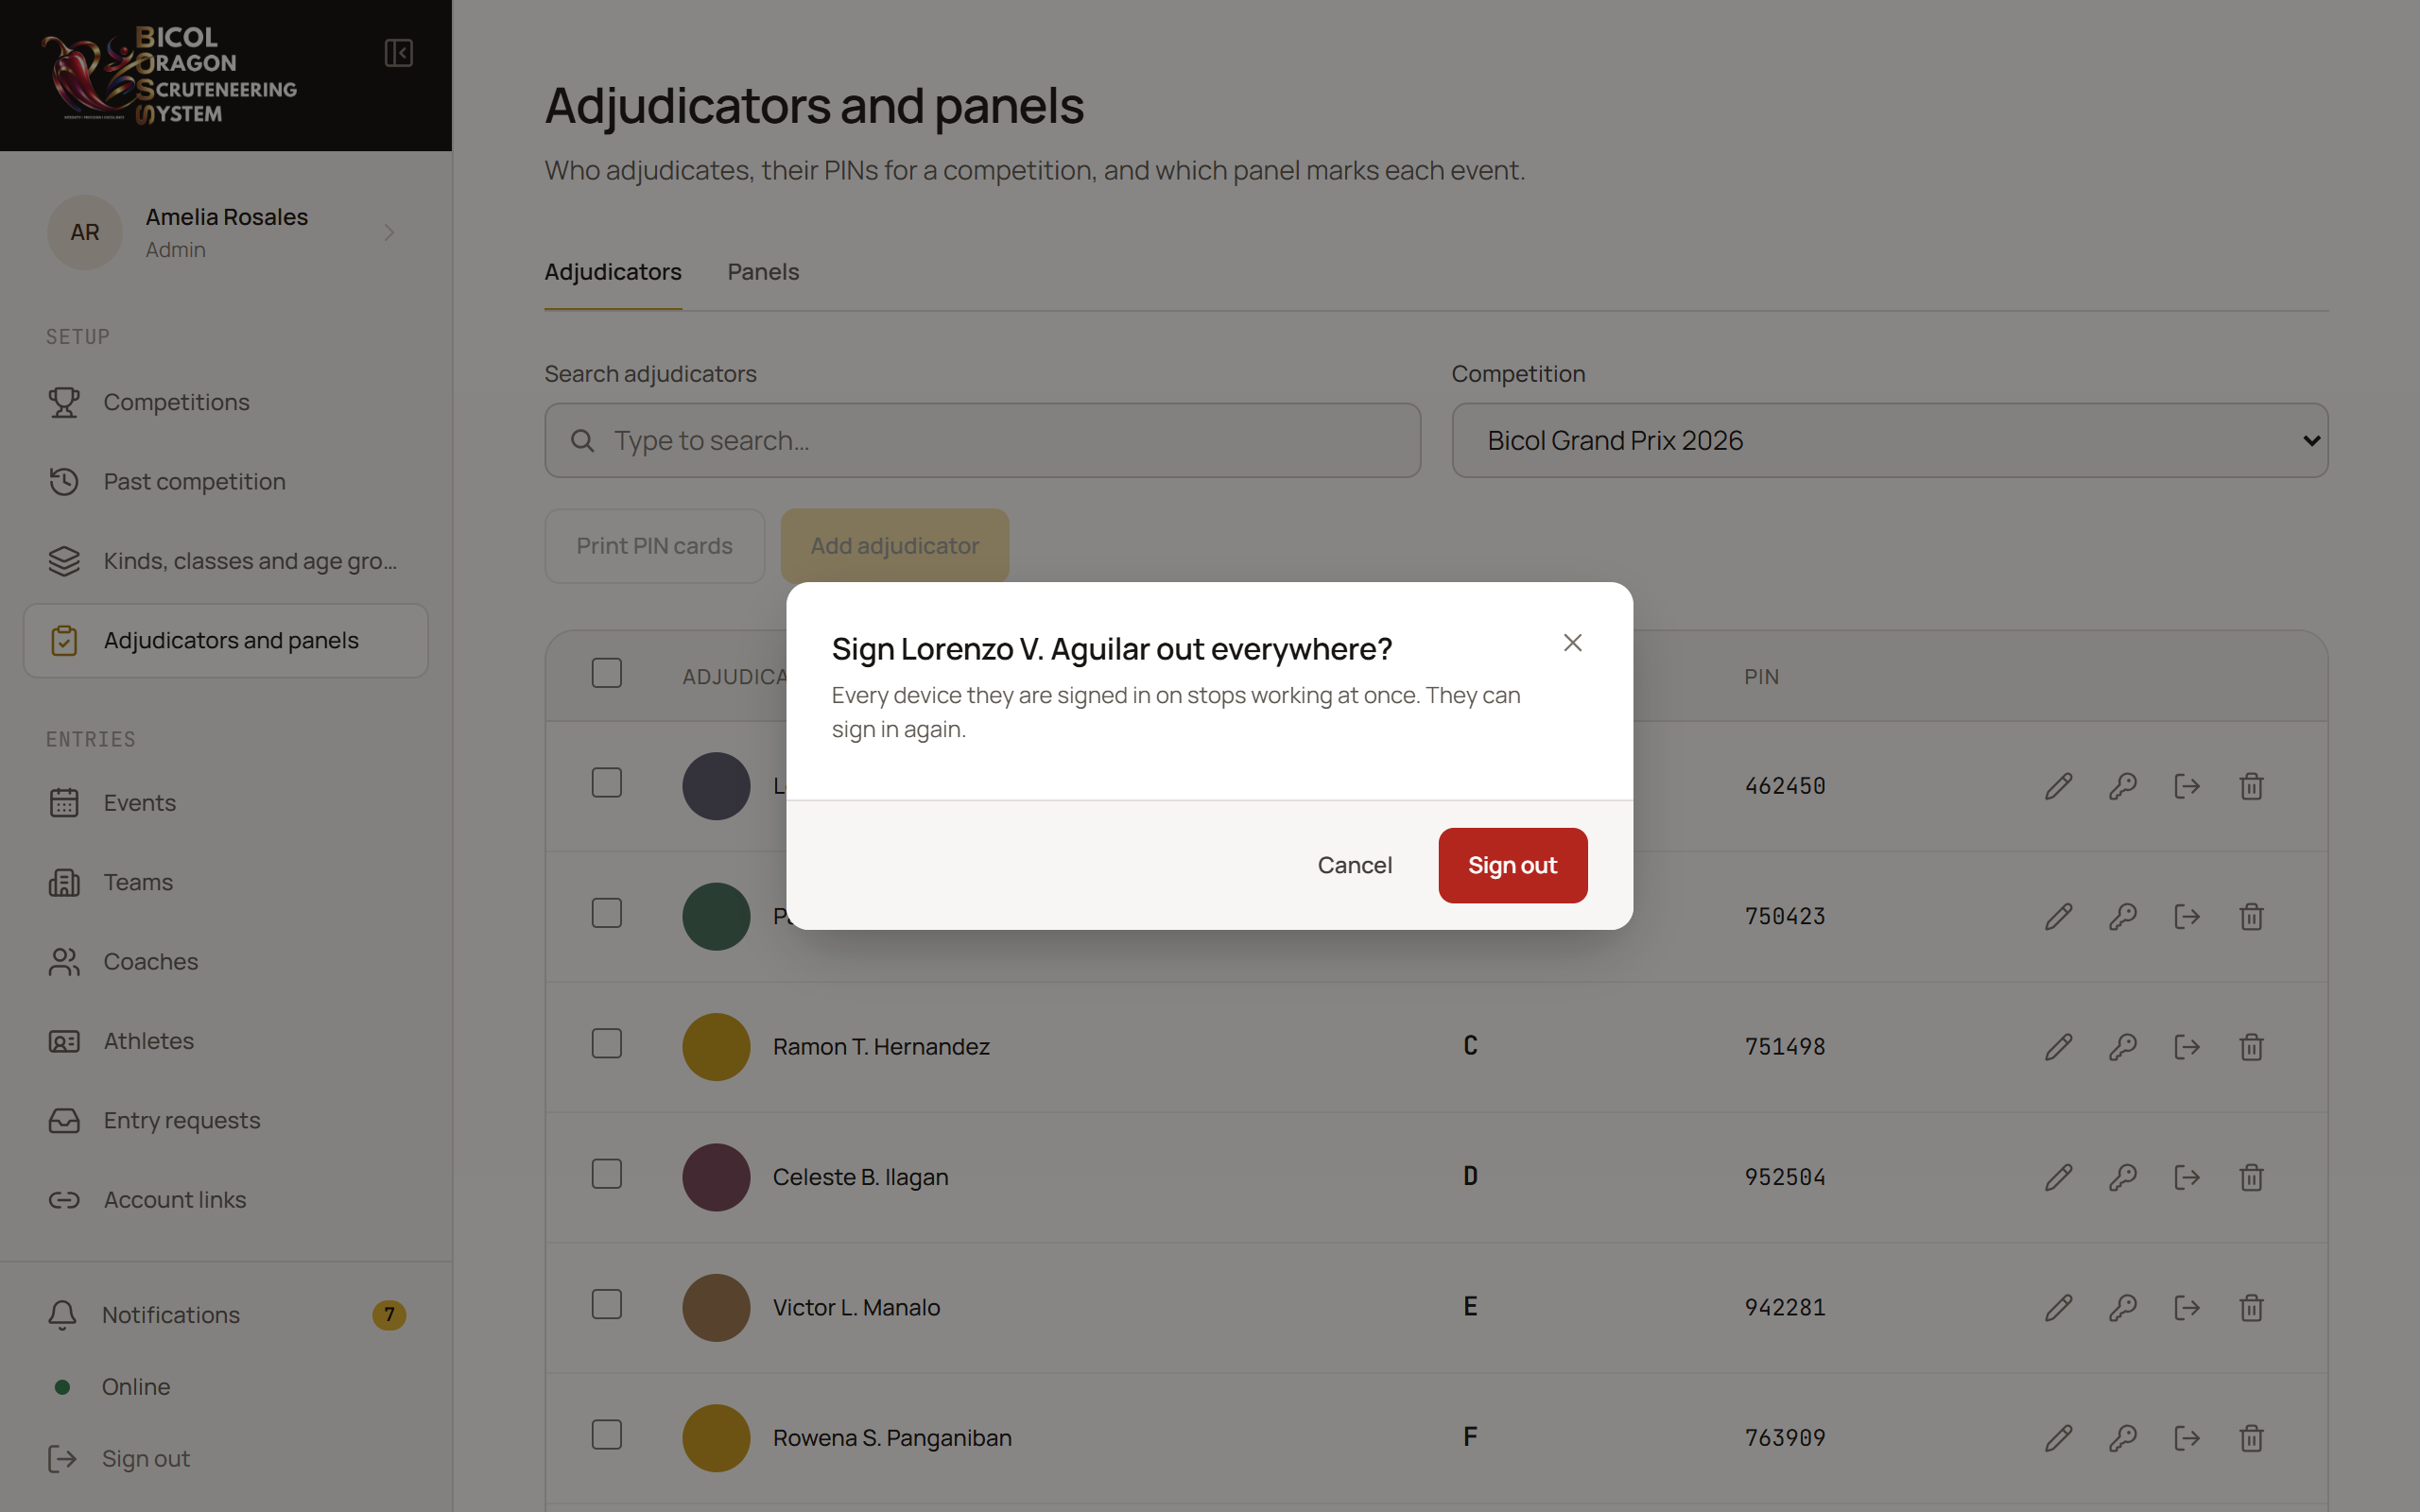 BICOL
DRAGON
SCRUTENEERING
SYSTEM
AR
Amelia Rosales
Admin
SETUP
Competitions
Past competition
Kinds, classes and age gro...
Adjudicators and panels
ENTRIES
Events
Teams
Coaches
Athletes
Entry requests
Account links
Notifications
7
Online
Sign out
Adjudicators and panels
Who adjudicates, their PINs for a competition, and which panel marks each event.
Adjudicators
Panels
Search adjudicators
Competition
Type to search...
Bicol Grand Prix 2026
Print PIN cards
Add adjudicator
PIN
Sign Lorenzo V. Aguilar out everywhere?
Every device they are signed in on stops working at once. They can
sign in again.
Cancel
Sign out
462450
750423
Ramon T. Hernandez C 751498
Celeste B. Ilagan D 952504
Victor L. Manalo E 942281
Rowena S. Panganiban F 763909